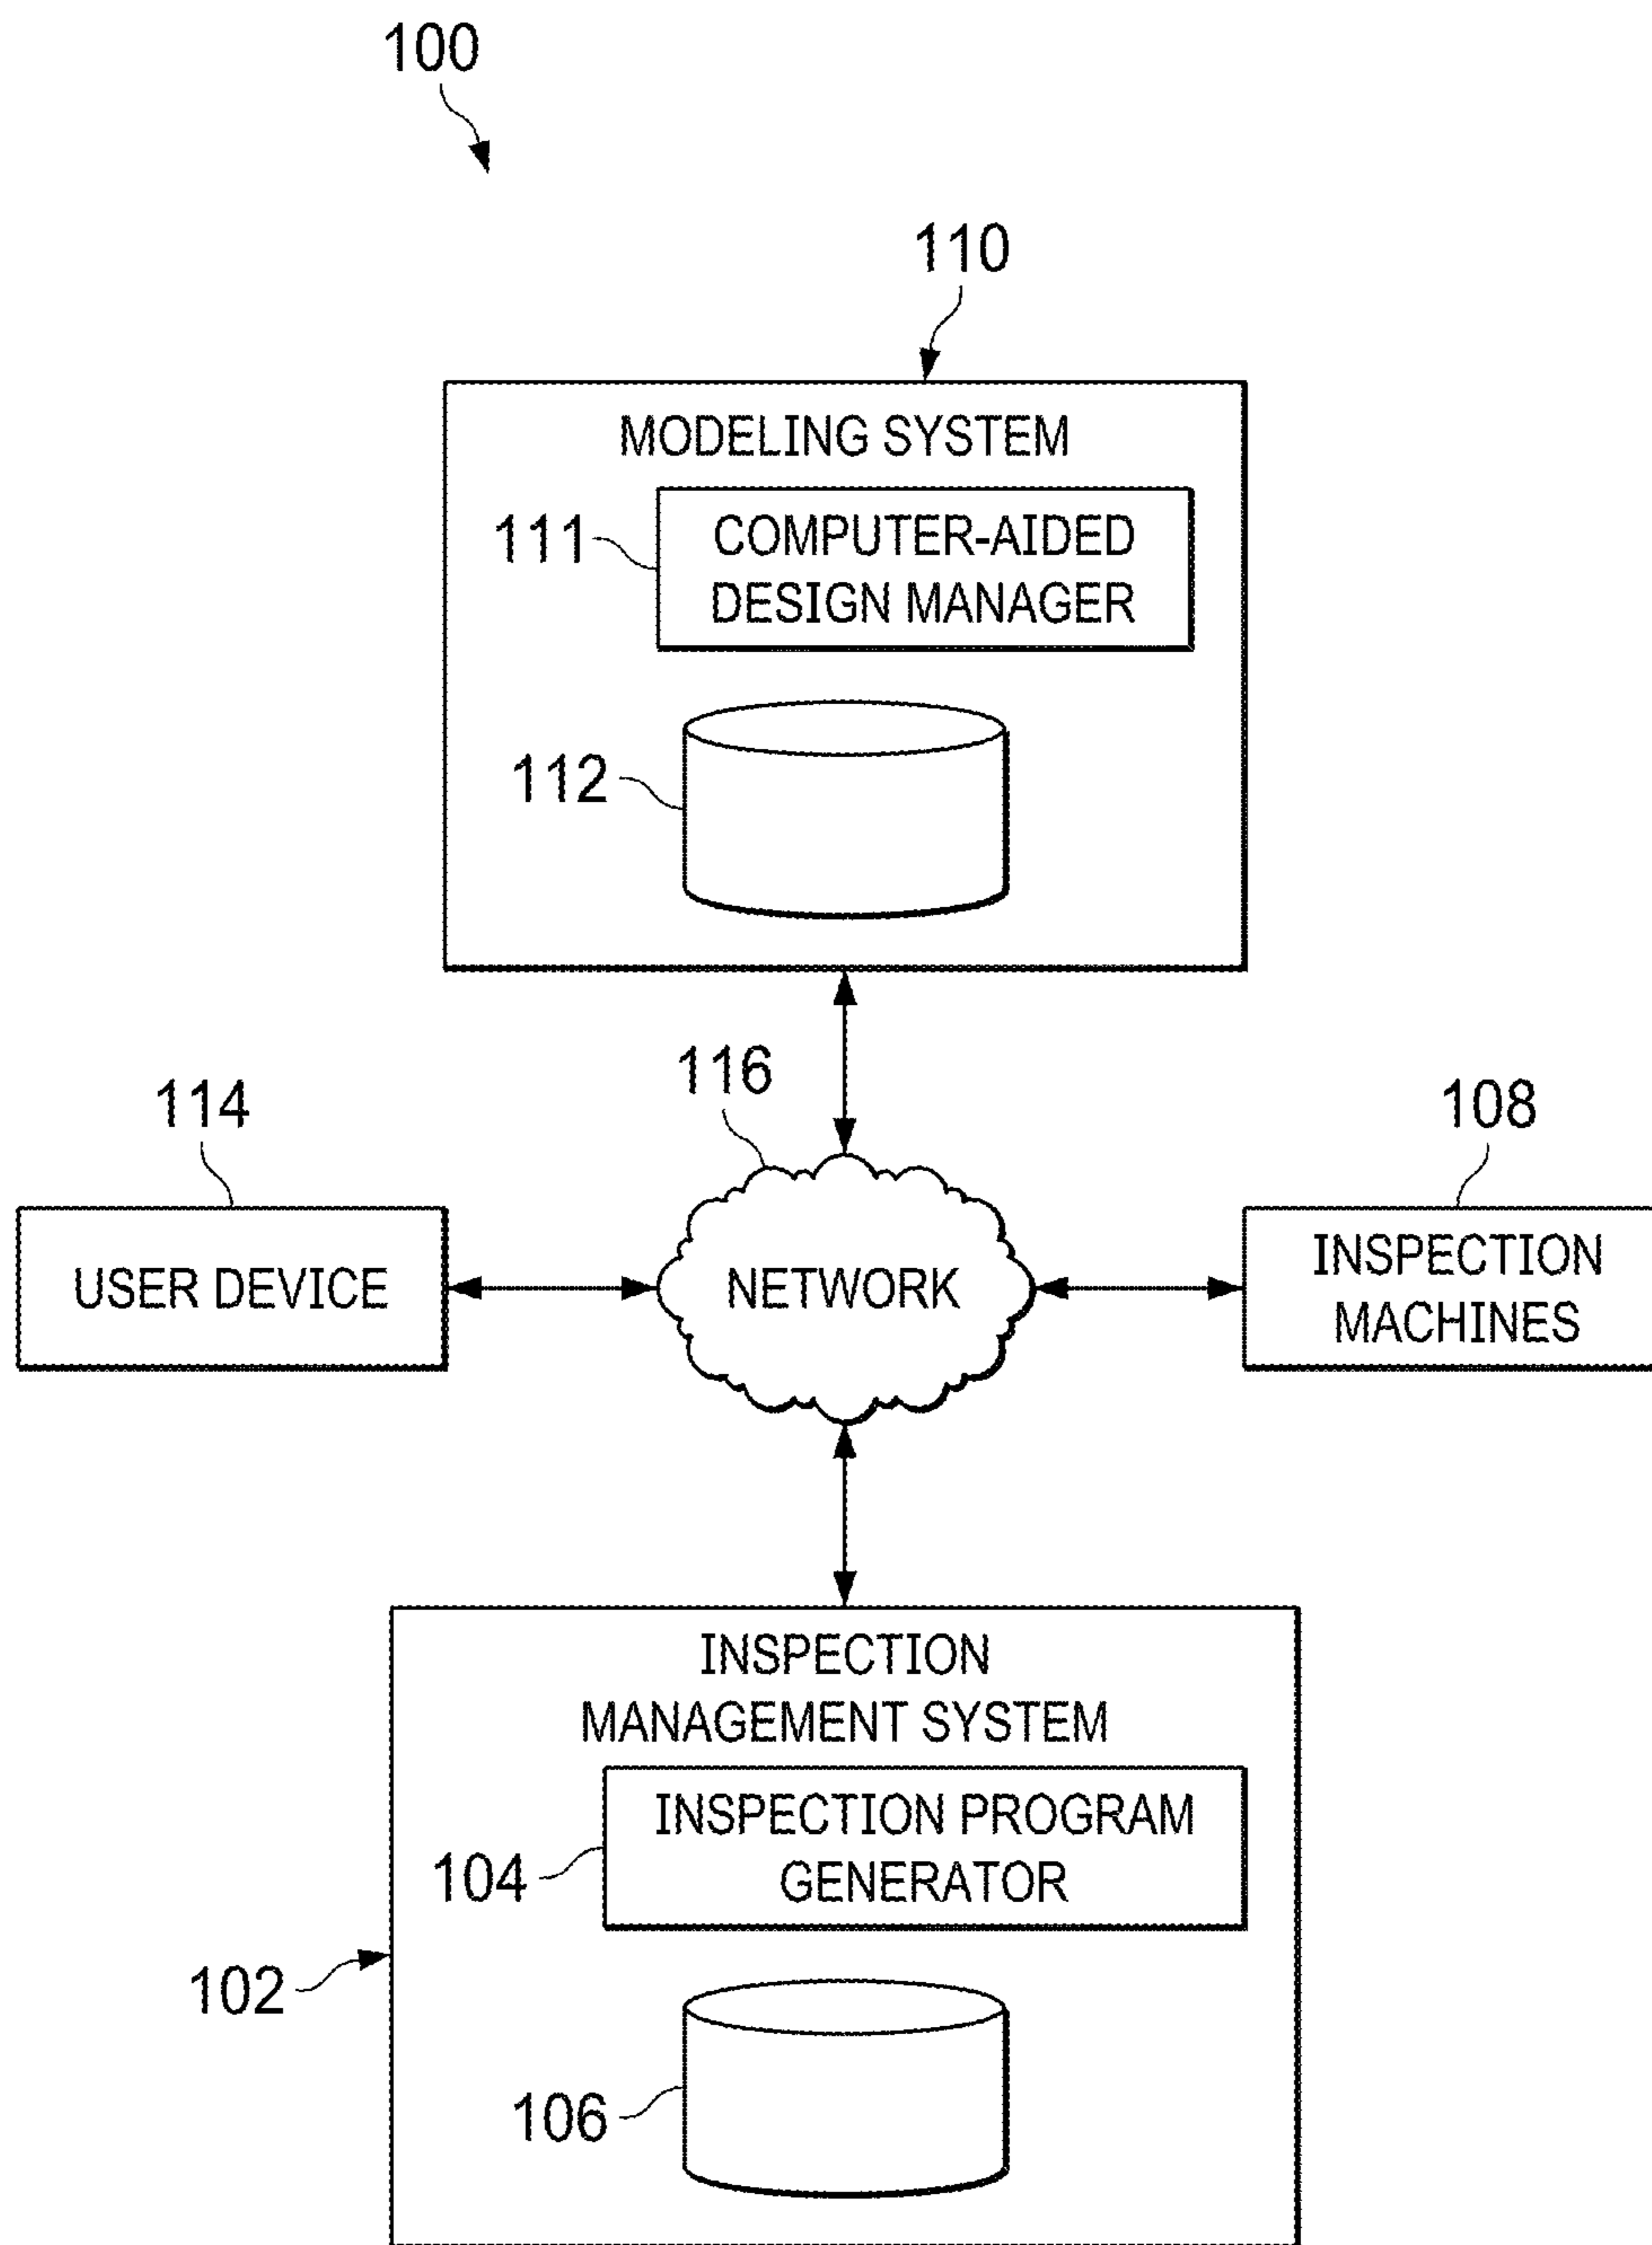 100
110
MODELING SYSTEM
111
COMPUTER-AIDED
DESIGN MANAGER
112
116
114
108
USER DEVICE
NETWORK
INSPECTION
MACHINES
INSPECTION
MANAGEMENT SYSTEM
INSPECTION PROGRAM
GENERATOR
104
102
106